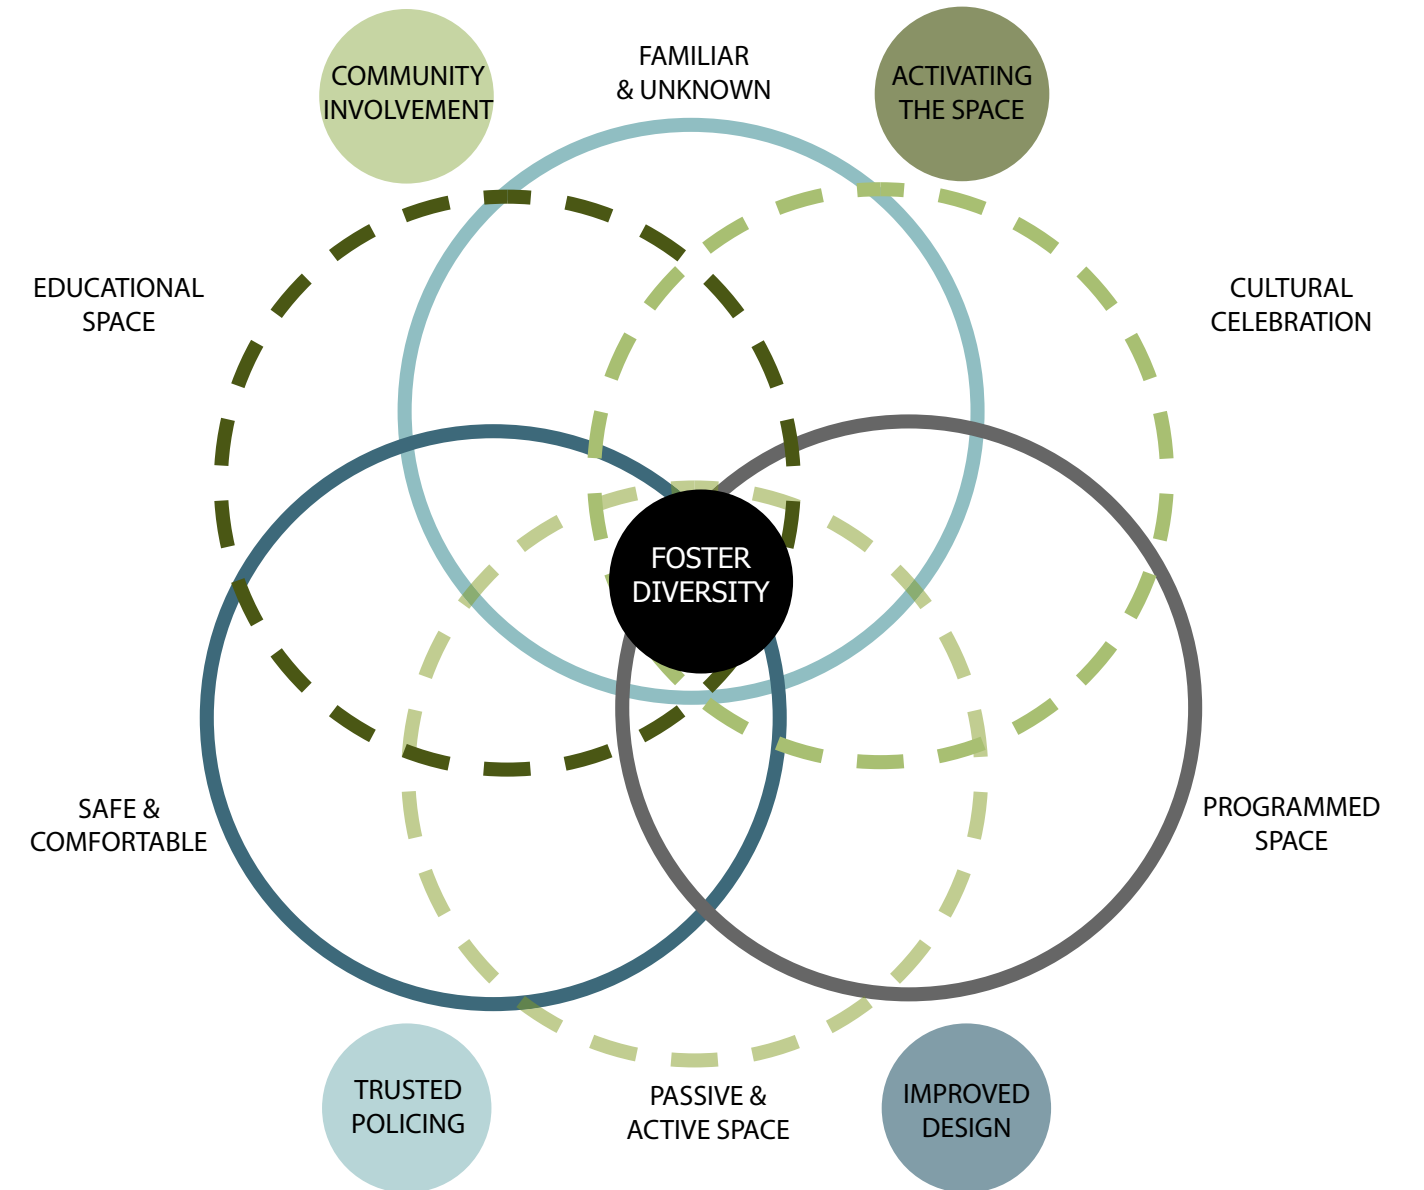 COMMUNITY
INVOLVEMENT
FAMILIAR
& UNKNOWN
ACTIVATING
THE SPACE
EDUCATIONAL
SPACE
CULTURAL
CELEBRATION
FOSTER
DIVERSITY
SAFE &
COMFORTABLE
PROGRAMMED
SPACE
TRUSTED
POLICING
PASSIVE &
ACTIVE SPACE
IMPROVED
DESIGN